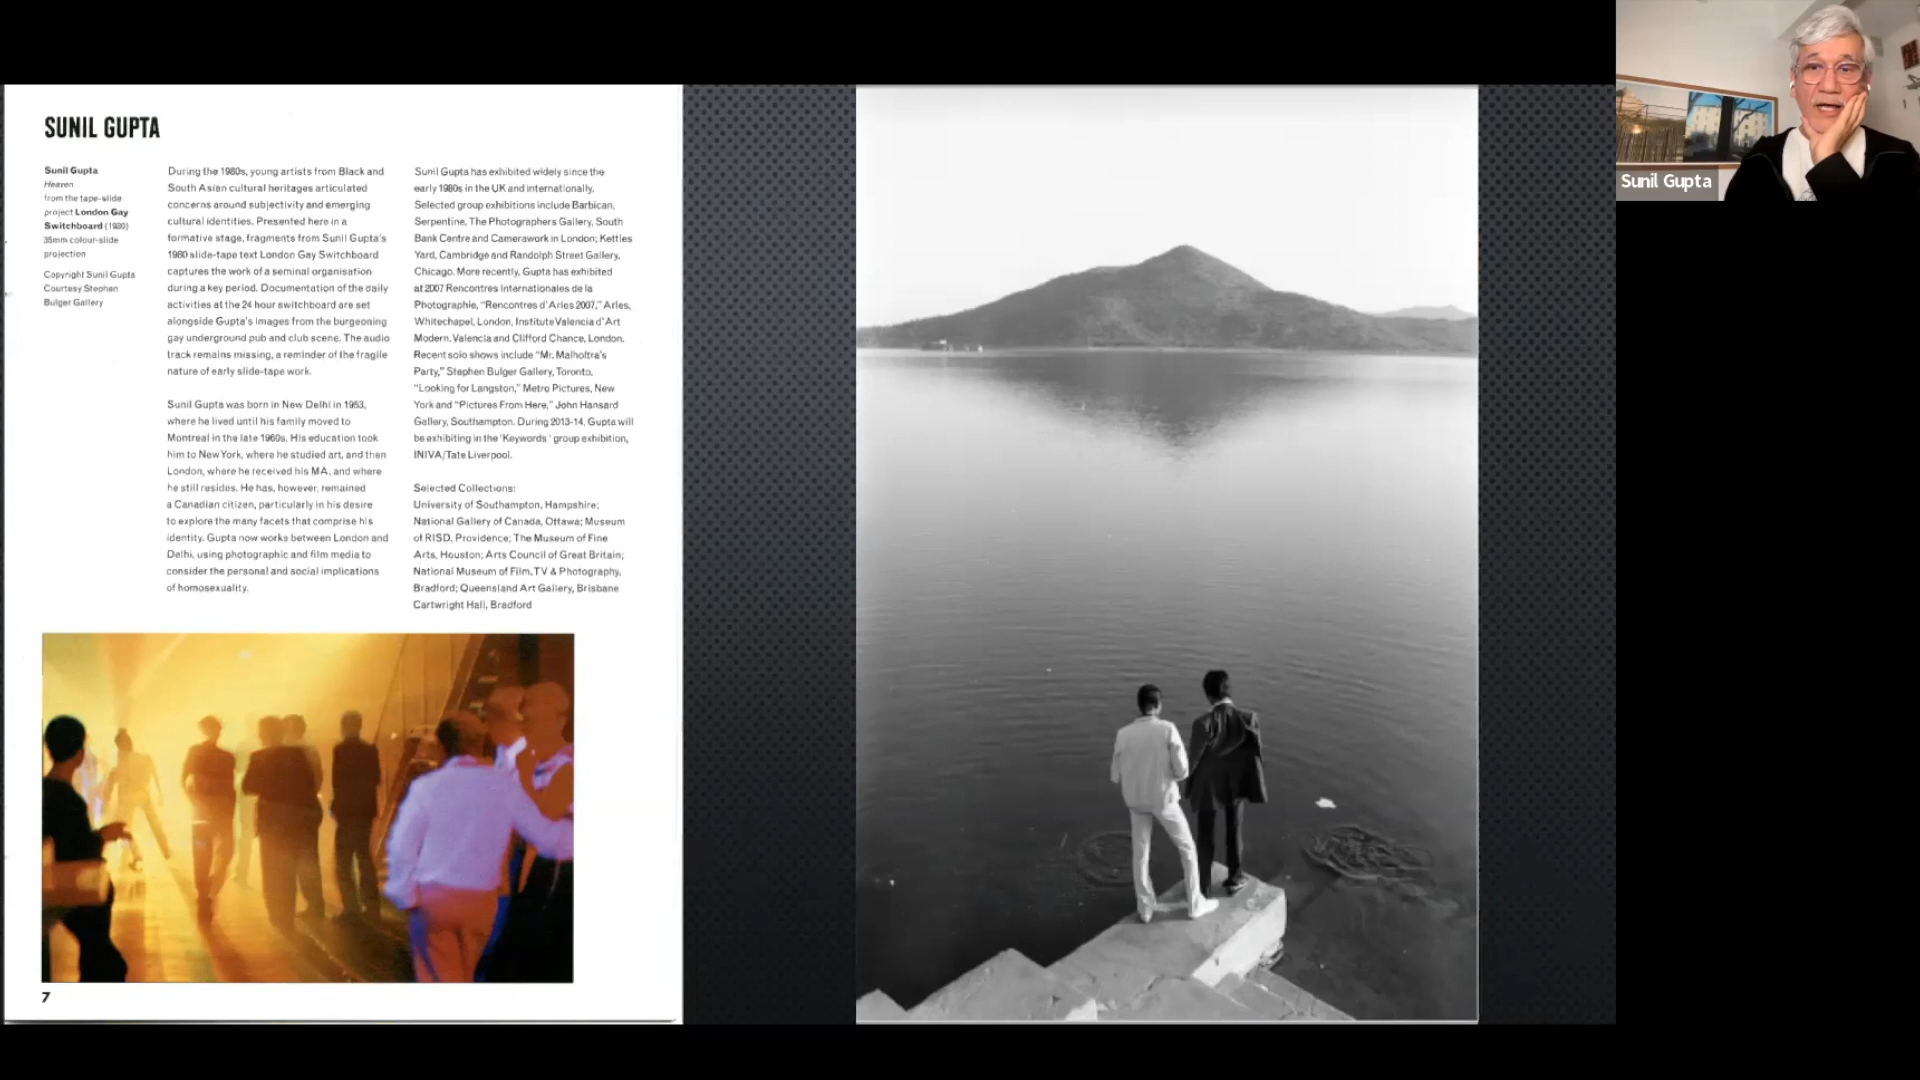 SUNIL GUPTA
Sunil Gupta
Heaven
from the tape-slide
project London Gay
Switchboard (1980)
35mm colour-slide
projection
Copyright Sunil Gupta
Courtesy Stephen
Bulger Gallery
During the 1980s, young artists from Black and
South Asian cultural heritages articulated
concerns around subjectivity and emerging
cultural identities. Presented here in a
formative stage, fragments from Sunil Gupta's
1980 slide-tape text London Gay Switchboard
captures the work of a seminal organisation
during a key period. Documentation of the daily
activities at the 24 hour switchboard are set
alongside Gupta's images from the burgeoning
gay underground pub and club scene. The audio
track remains missing, a reminder of the fragile
nature of early slide-tape work.
Sunil Gupta was born in New Delhi in 1953,
where he lived until his family moved to
Montreal in the late 1960s. His education took
him to New York, where he studied art, and then
London, where he received his MA, and where
he still resides. He has, however, remained
a Canadian citizen, particularly in his desire
to explore the many facets that comprise his
identity. Gupta now works between London and
Delhi, using photographic and film media to
consider the personal and social implications
of homosexuality.
Sunil Gupta has exhibited widely since the
early 1980s in the UK and internationally.
Selected group exhibitions include Barbican,
Serpentine, The Photographers Gallery, South
Bank Centre and Camerawork in London; Kettles
Yard, Cambridge and Randolph Street Gallery,
Chicago. More recently, Gupta has exhibited
at 2007 Rencontres Internationales de la
Photographie, "Rencontres d'Arles 2007," Arles,
Whitechapel, London, Institute Valencia d'Art
Modern, Valencia and Clifford Chance, London.
Recent solo shows include "Mr. Malholtra's
Party," Stephen Bulger Gallery, Toronto,
"Looking for Langston," Metro Pictures, New
York and "Pictures From Here," John Hansard
Gallery, Southampton. During 2013-14, Gupta will
be exhibiting in the 'Keywords ' group exhibition,
INIVA/Tate Liverpool.
Selected Collections:
University of Southampton, Hampshire;
National Gallery of Canada, Ottawa; Museum
of RISD, Providence; The Museum of Fine
Arts, Houston; Arts Council of Great Britain;
National Museum of Film, TV & Photography,
Bradford; Queensland Art Gallery, Brisbane
Cartwright Hall, Bradford
7
Sunil Gupta